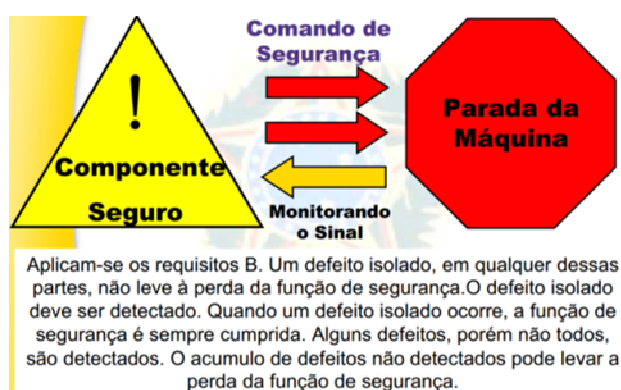 Comando de
Segurança
!
Componente
Seguro
Parada da
Máquina
Monitorando
o Sinal
Aplicam-se os requisitos B. Um defeito isolado, em qualquer dessas
partes, não leve à perda da função de segurança.O defeito isolado
deve ser detectado. Quando um defeito isolado ocorre, a função de
segurança é sempre cumprida. Alguns defeitos, porém não todos,
são detectados. O acumulo de defeitos não detectados pode levar a
perda da função de segurança.